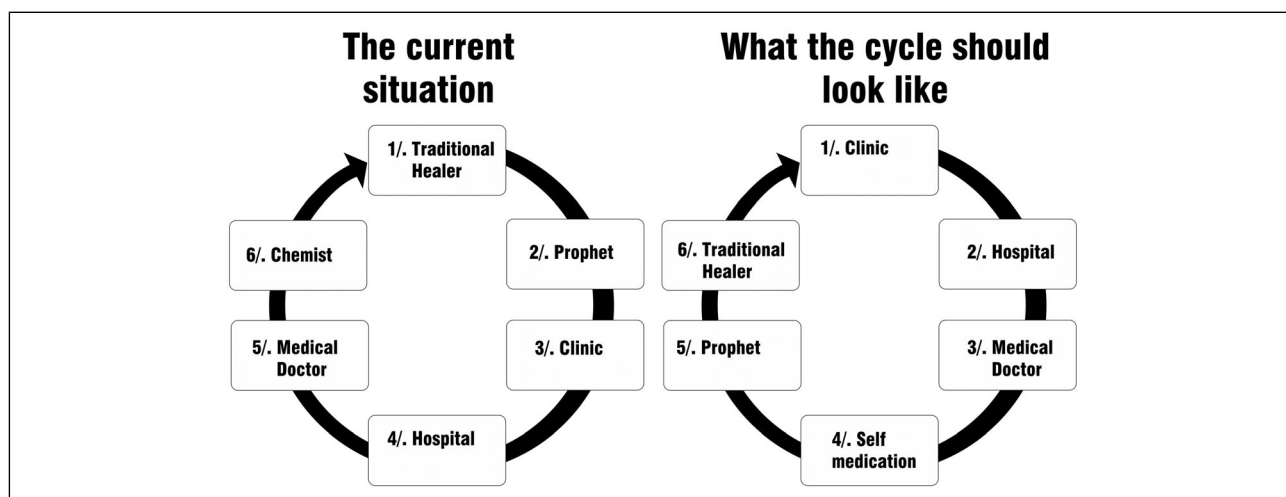 The current
situation
1/. Traditional
Healer
2/. Prophet
3/. Clinic
4/. Hospital
5/. Medical
Doctor
6/. Chemist
What the cycle should
look like
1/. Clinic
2/. Hospital
3/. Medical
Doctor
4/. Self
medication
5/. Prophet
6/. Traditional
Healer